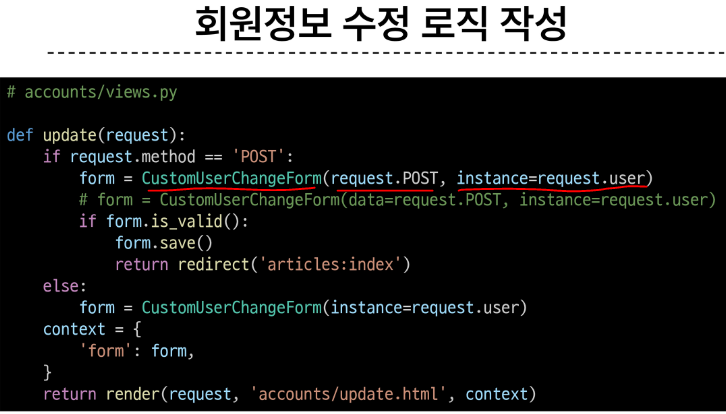 회원정보 수정 로직 작성
# accounts/views.py
def update(request):
    if request.method == 'POST':
        form = CustomUserChangeForm(request.POST, instance=request.user)
        # form = CustomUserChangeForm(data=request.POST, instance=request.user)
        if form.is_valid():
            form.save()
            return redirect('articles:index')
    else:
        form = CustomUserChangeForm(instance=request.user)
    context = {
        'form': form,
    }
    return render(request, 'accounts/update.html', context)